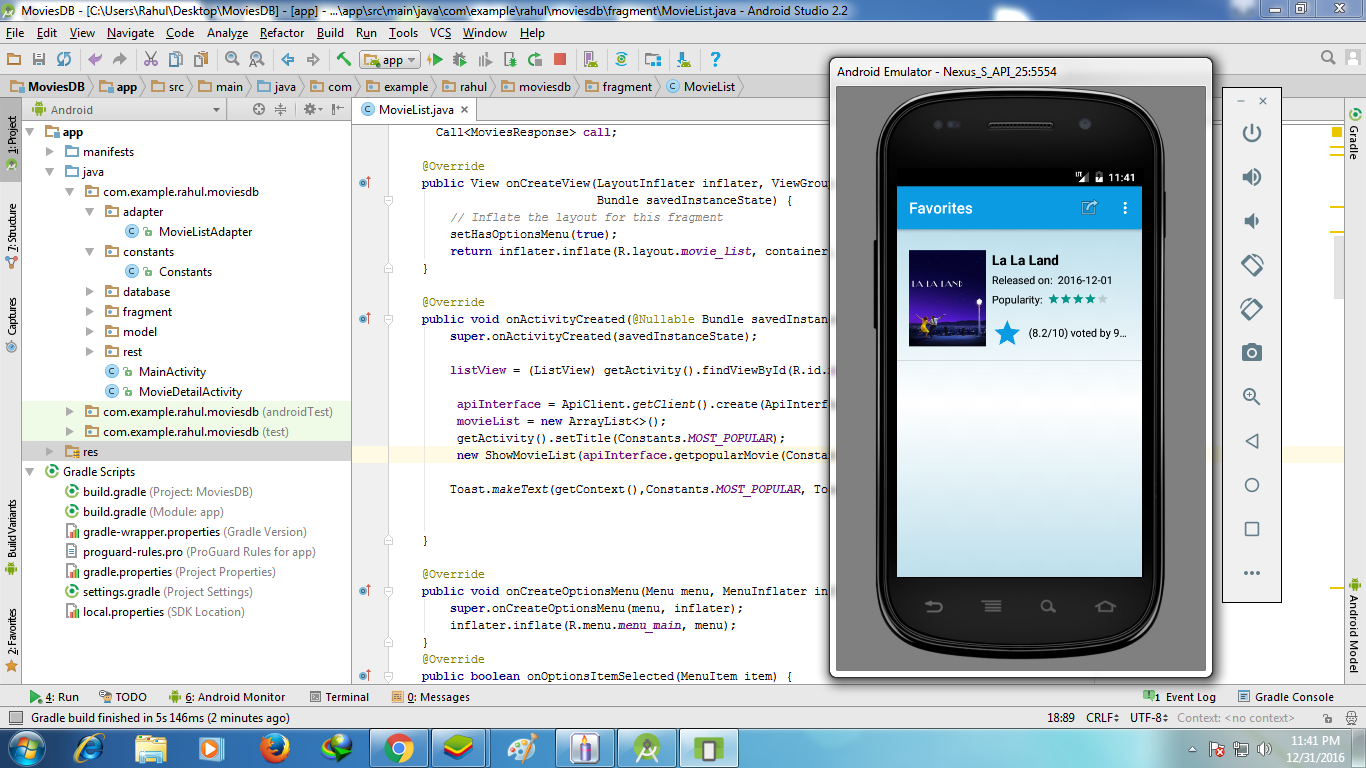 MoviesDB - [C:\Users\Rahul\Desktop\MoviesDB] - [app] - ...\app\src\main\java\com\example\rahul\moviesdb\fragment\MovieList.java - Android Studio 2.2
File Edit View Navigate Code Analyze Refactor Build Run Tools VCS Window Help
app
MoviesDB app src main java com example rahul moviesdb fragment MovieList
1: Project
7: Structure
Captures
Build Variants
2: Favorites
Android
app
manifests
java
com.example.rahul.moviesdb
adapter
MovieListAdapter
constants
Constants
database
fragment
model
rest
MainActivity
MovieDetailActivity
com.example.rahul.moviesdb (androidTest)
com.example.rahul.moviesdb (test)
res
Gradle Scripts
build.gradle (Project: MoviesDB)
build.gradle (Module: app)
gradle-wrapper.properties (Gradle Version)
proguard-rules.pro (ProGuard Rules for app)
gradle.properties (Project Properties)
settings.gradle (Project Settings)
local.properties (SDK Location)
MovieList.java
Call<MoviesResponse> call;
@Override
public View onCreateView(LayoutInflater inflater, ViewGroup
Bundle savedInstanceState) {
// Inflate the layout for this fragment
setHasOptionsMenu(true);
return inflater.inflate(R.layout.movie_list, container
}
@Override
public void onActivityCreated(@Nullable Bundle savedInstan
super.onActivityCreated(savedInstanceState);
listView = (ListView) getActivity().findViewById(R.id.
apiInterface = ApiClient.getClient().create(ApiInterf
movieList = new ArrayList<>();
getActivity().setTitle(Constants.MOST_POPULAR);
new ShowMovieList(apiInterface.getpopularMovie(Consta
Toast.makeText(getContext(),Constants.MOST_POPULAR, To
}
@Override
public void onCreateOptionsMenu(Menu menu, MenuInflater in
super.onCreateOptionsMenu(menu, inflater);
inflater.inflate(R.menu.menu_main, menu);
}
@Override
public boolean onOptionsItemSelected(MenuItem item) {
Android Emulator - Nexus_S_API_25:5554
LTE 11:41
Favorites
LA LA LAND
La La Land
Released on: 2016-12-01
Popularity:
(8.2/10) voted by 9...
Gradle
Android Model
4: Run TODO 6: Android Monitor Terminal 0: Messages 1 Event Log Gradle Console
Gradle build finished in 5s 146ms (2 minutes ago) 18:89 CRLF UTF-8 Context: <no context>
11:41 PM
12/31/2016